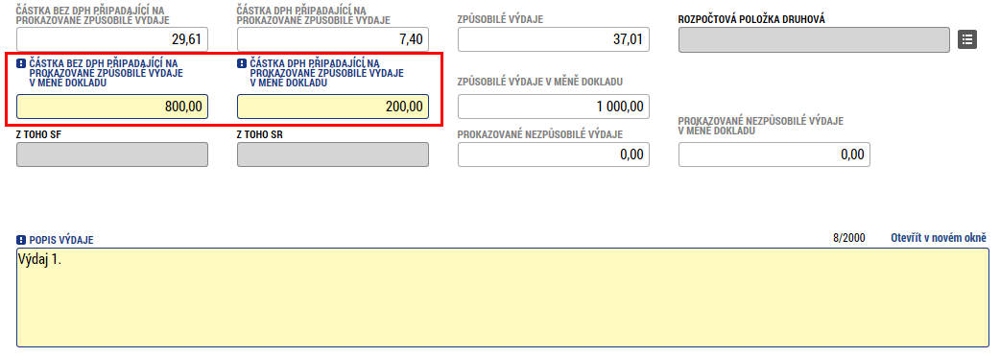 ČÁSTKA BEZ DPH PŘIPADAJÍCÍ NA
PROKAZOVANÉ ZPŮSOBILÉ VÝDAJE
29,61
ČÁSTKA DPH PŘIPADAJÍCÍ NA
PROKAZOVANÉ ZPŮSOBILÉ VÝDAJE
7,40
ZPŮSOBILÉ VÝDAJE
37,01
ROZPOČTOVÁ POLOŽKA DRUHOVÁ
ČÁSTKA BEZ DPH PŘIPADAJÍCÍ NA
PROKAZOVANÉ ZPŮSOBILÉ VÝDAJE
V MĚNĚ DOKLADU
800,00
ČÁSTKA DPH PŘIPADAJÍCÍ NA
PROKAZOVANÉ ZPŮSOBILÉ VÝDAJE
V MĚNĚ DOKLADU
200,00
ZPŮSOBILÉ VÝDAJE V MĚNĚ DOKLADU
1 000,00
Z TOHO SF
Z TOHO SR
PROKAZOVANÉ NEZPŮSOBILÉ VÝDAJE
0,00
PROKAZOVANÉ NEZPŮSOBILÉ VÝDAJE
V MĚNĚ DOKLADU
0,00
POPIS VÝDAJE
8/2000
Otevřít v novém okně
Výdaj 1.